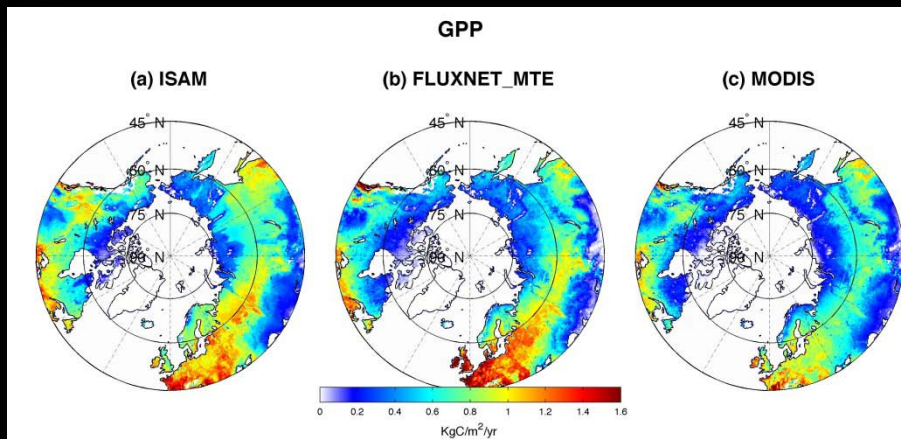 GPP
(a) ISAM
(b) FLUXNET_MTE
(c) MODIS
45° N
60° N
75° N
90° N
45° N
60° N
75° N
90° N
45° N
60° N
75° N
90° N
0 0.2 0.4 0.6 0.8 1 1.2 1.4 1.6
KgC/m²/yr